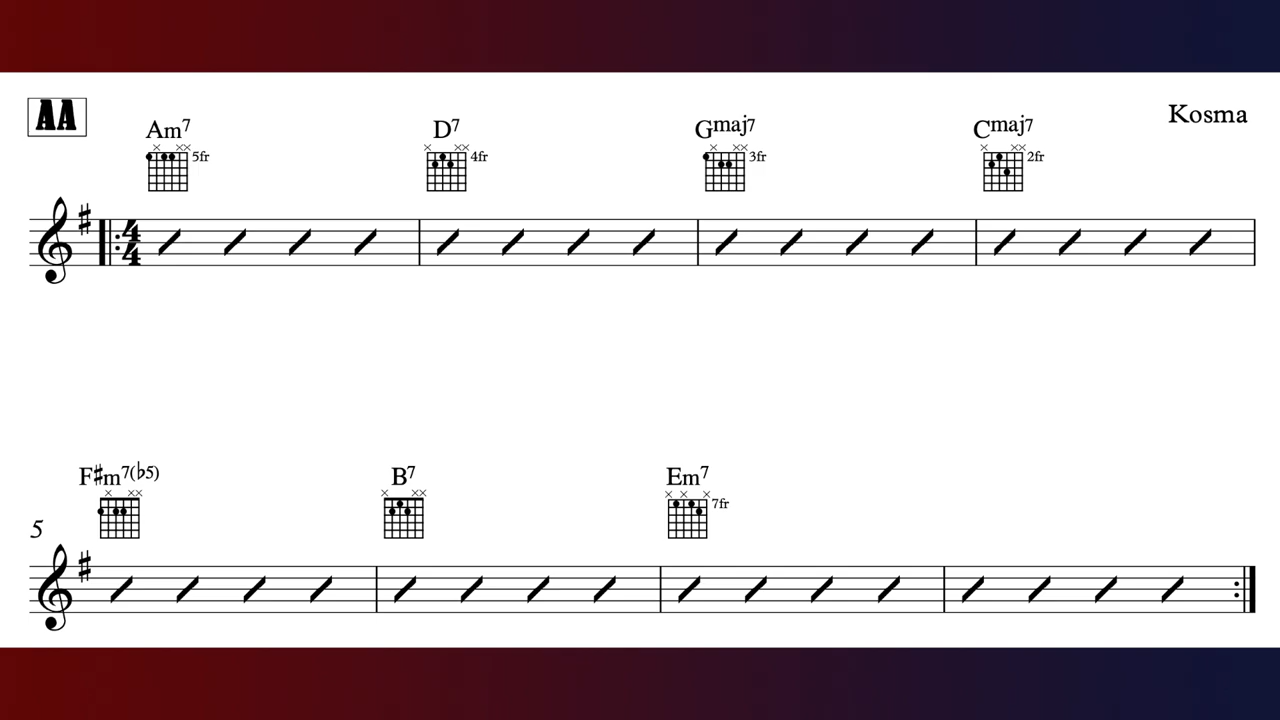 AA
Kosma
Am7 D7 Gmaj7 Cmaj7
5fr 4fr 3fr 2fr
4
4
F♯m7(♭5) B7 Em7
7fr
5